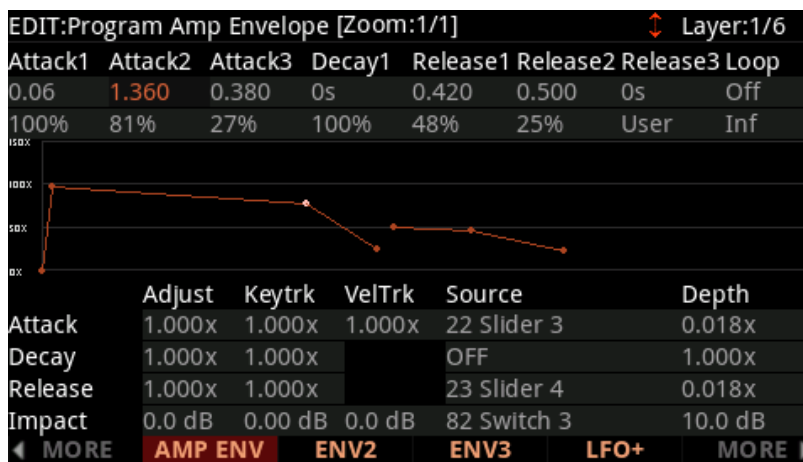 EDIT:Program Amp Envelope [Zoom:1/1] Layer:1/6
Attack1 Attack2 Attack3 Decay1 Release1 Release2 Release3 Loop
0.06 1.360 0.380 0s 0.420 0.500 0s Off
100% 81% 27% 100% 48% 25% User Inf
150X
100X
50X
0X
Adjust Keytrk VelTrk Source Depth
Attack 1.000x 1.000x 1.000x 22 Slider 3 0.018x
Decay 1.000x 1.000x OFF 1.000x
Release 1.000x 1.000x 23 Slider 4 0.018x
Impact 0.0 dB 0.00 dB 0.0 dB 82 Switch 3 10.0 dB
MORE AMP ENV ENV2 ENV3 LFO+ MORE